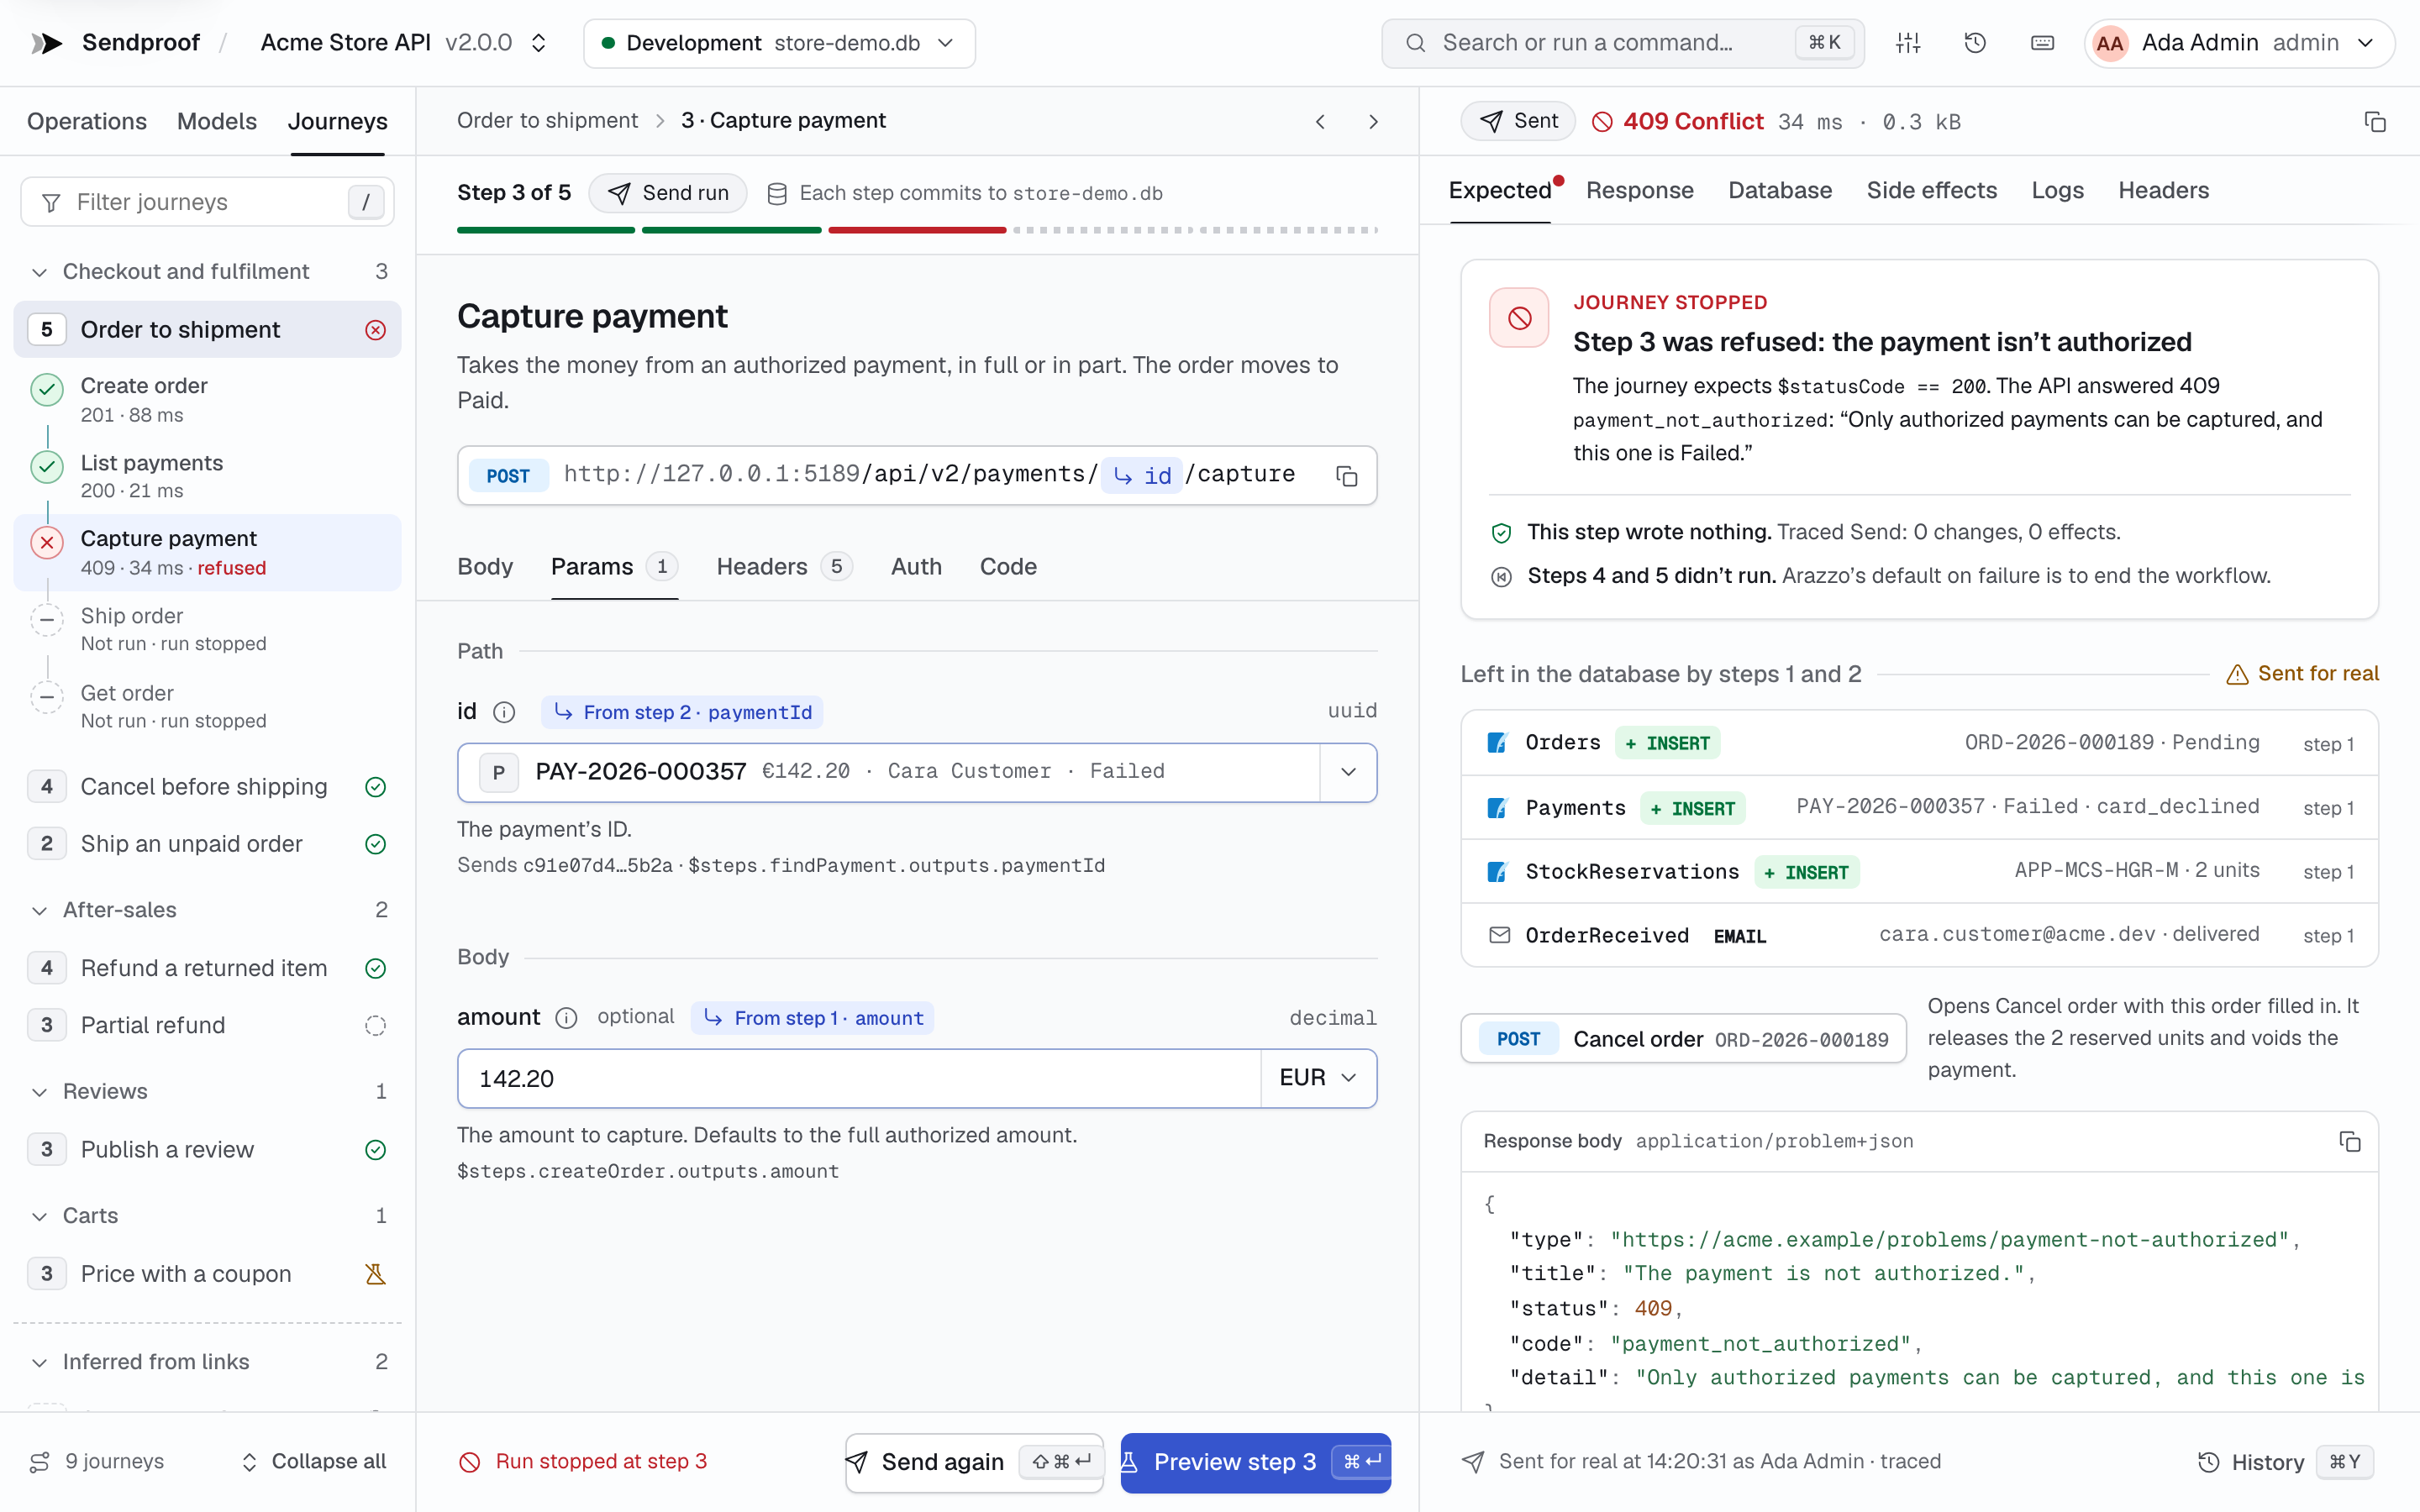 Sendproof / Acme Store API v2.0.0
Development store-demo.db
Search or run a command... ⌘K
AA Ada Admin admin
Operations Models Journeys
Filter journeys /
Checkout and fulfilment 3
5 Order to shipment
Create order
201 · 88 ms
List payments
200 · 21 ms
Capture payment
409 · 34 ms · refused
Ship order
Not run · run stopped
Get order
Not run · run stopped
4 Cancel before shipping
2 Ship an unpaid order
After-sales 2
4 Refund a returned item
3 Partial refund
Reviews 1
3 Publish a review
Carts 1
3 Price with a coupon
Inferred from links 2
9 journeys Collapse all
Order to shipment > 3 · Capture payment
Step 3 of 5 Send run Each step commits to store-demo.db
Capture payment
Takes the money from an authorized payment, in full or in part. The order moves to
Paid.
POST http://127.0.0.1:5189/api/v2/payments/ ↳ id /capture
Body Params 1 Headers 5 Auth Code
Path
id From step 2 · paymentId uuid
P PAY-2026-000357 €142.20 · Cara Customer · Failed
The payment’s ID.
Sends c91e07d4…5b2a · $steps.findPayment.outputs.paymentId
Body
amount optional From step 1 · amount decimal
142.20 EUR
The amount to capture. Defaults to the full authorized amount.
$steps.createOrder.outputs.amount
Run stopped at step 3 Send again ⇧⌘↵ Preview step 3 ⌘↵
Sent 409 Conflict 34 ms · 0.3 kB
Expected Response Database Side effects Logs Headers
JOURNEY STOPPED
Step 3 was refused: the payment isn’t authorized
The journey expects $statusCode == 200. The API answered 409
payment_not_authorized: “Only authorized payments can be captured, and
this one is Failed.”
This step wrote nothing. Traced Send: 0 changes, 0 effects.
Steps 4 and 5 didn’t run. Arazzo’s default on failure is to end the workflow.
Left in the database by steps 1 and 2 Sent for real
Orders + INSERT ORD-2026-000189 · Pending step 1
Payments + INSERT PAY-2026-000357 · Failed · card_declined step 1
StockReservations + INSERT APP-MCS-HGR-M · 2 units step 1
OrderReceived EMAIL cara.customer@acme.dev · delivered step 1
POST Cancel order ORD-2026-000189
Opens Cancel order with this order filled in. It
releases the 2 reserved units and voids the
payment.
Response body application/problem+json
{
"type": "https://acme.example/problems/payment-not-authorized",
"title": "The payment is not authorized.",
"status": 409,
"code": "payment_not_authorized",
"detail": "Only authorized payments can be captured, and this one is
Sent for real at 14:20:31 as Ada Admin · traced History ⌘Y